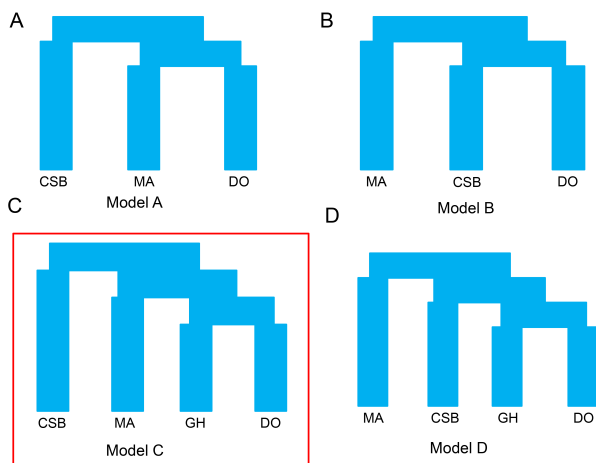 A
B
CSB MA DO
Model A
MA CSB DO
Model B
C
D
CSB MA GH DO
Model C
MA CSB GH DO
Model D